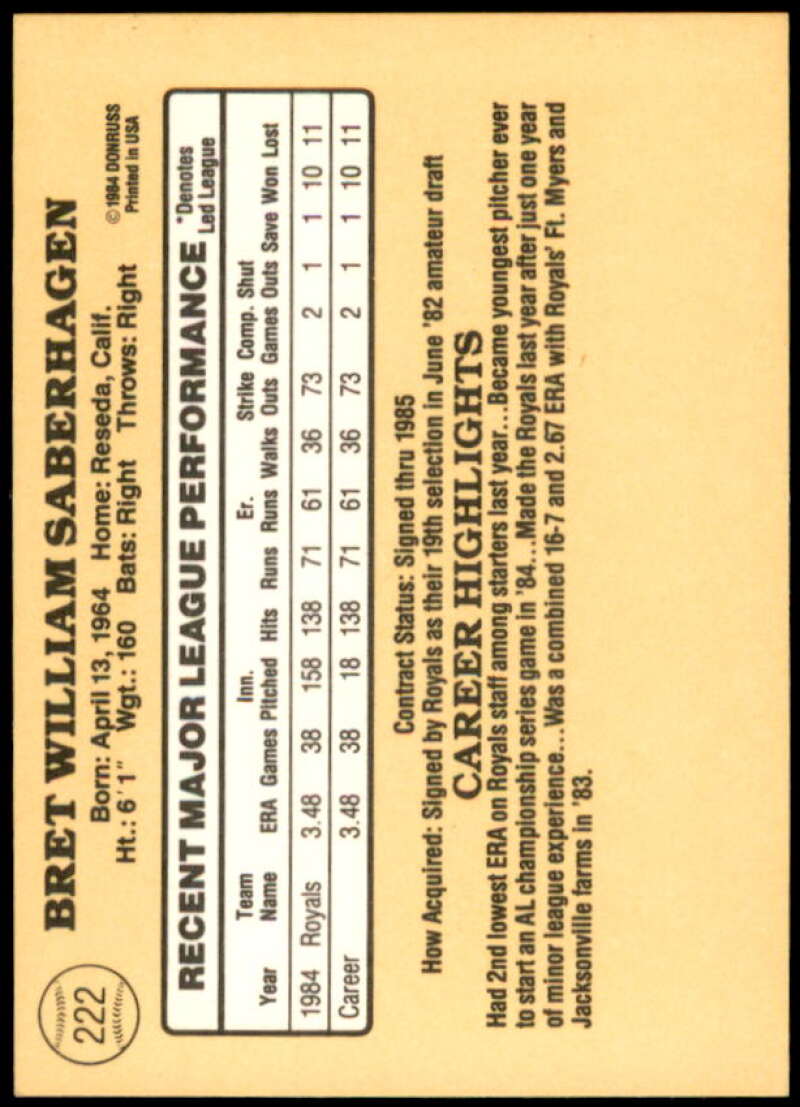 222
BRET WILLIAM SABERHAGEN
Born: April 13, 1964 Home: Reseda, Calif.
Ht.: 6'1" Wgt.: 160 Bats: Right Throws: Right
© 1984 DONRUSS
Printed in USA
RECENT MAJOR LEAGUE PERFORMANCE
*Denotes
Led League
Team Inn. Er. Strike Comp. Shut
Year Name ERA Games Pitched Hits Runs Runs Walks Outs Games Outs Save Won Lost
1984 Royals 3.48 38 158 138 71 61 36 73 2 1 1 10 11
Career 3.48 38 18 138 71 61 36 73 2 1 1 10 11
Contract Status: Signed thru 1985
How Acquired: Signed by Royals as their 19th selection in June '82 amateur draft
CAREER HIGHLIGHTS
Had 2nd lowest ERA on Royals staff among starters last year...Became youngest pitcher ever
to start an AL championship series game in '84...Made the Royals last year after just one year
of minor league experience...Was a combined 16-7 and 2.67 ERA with Royals' Ft. Myers and
Jacksonville farms in '83.